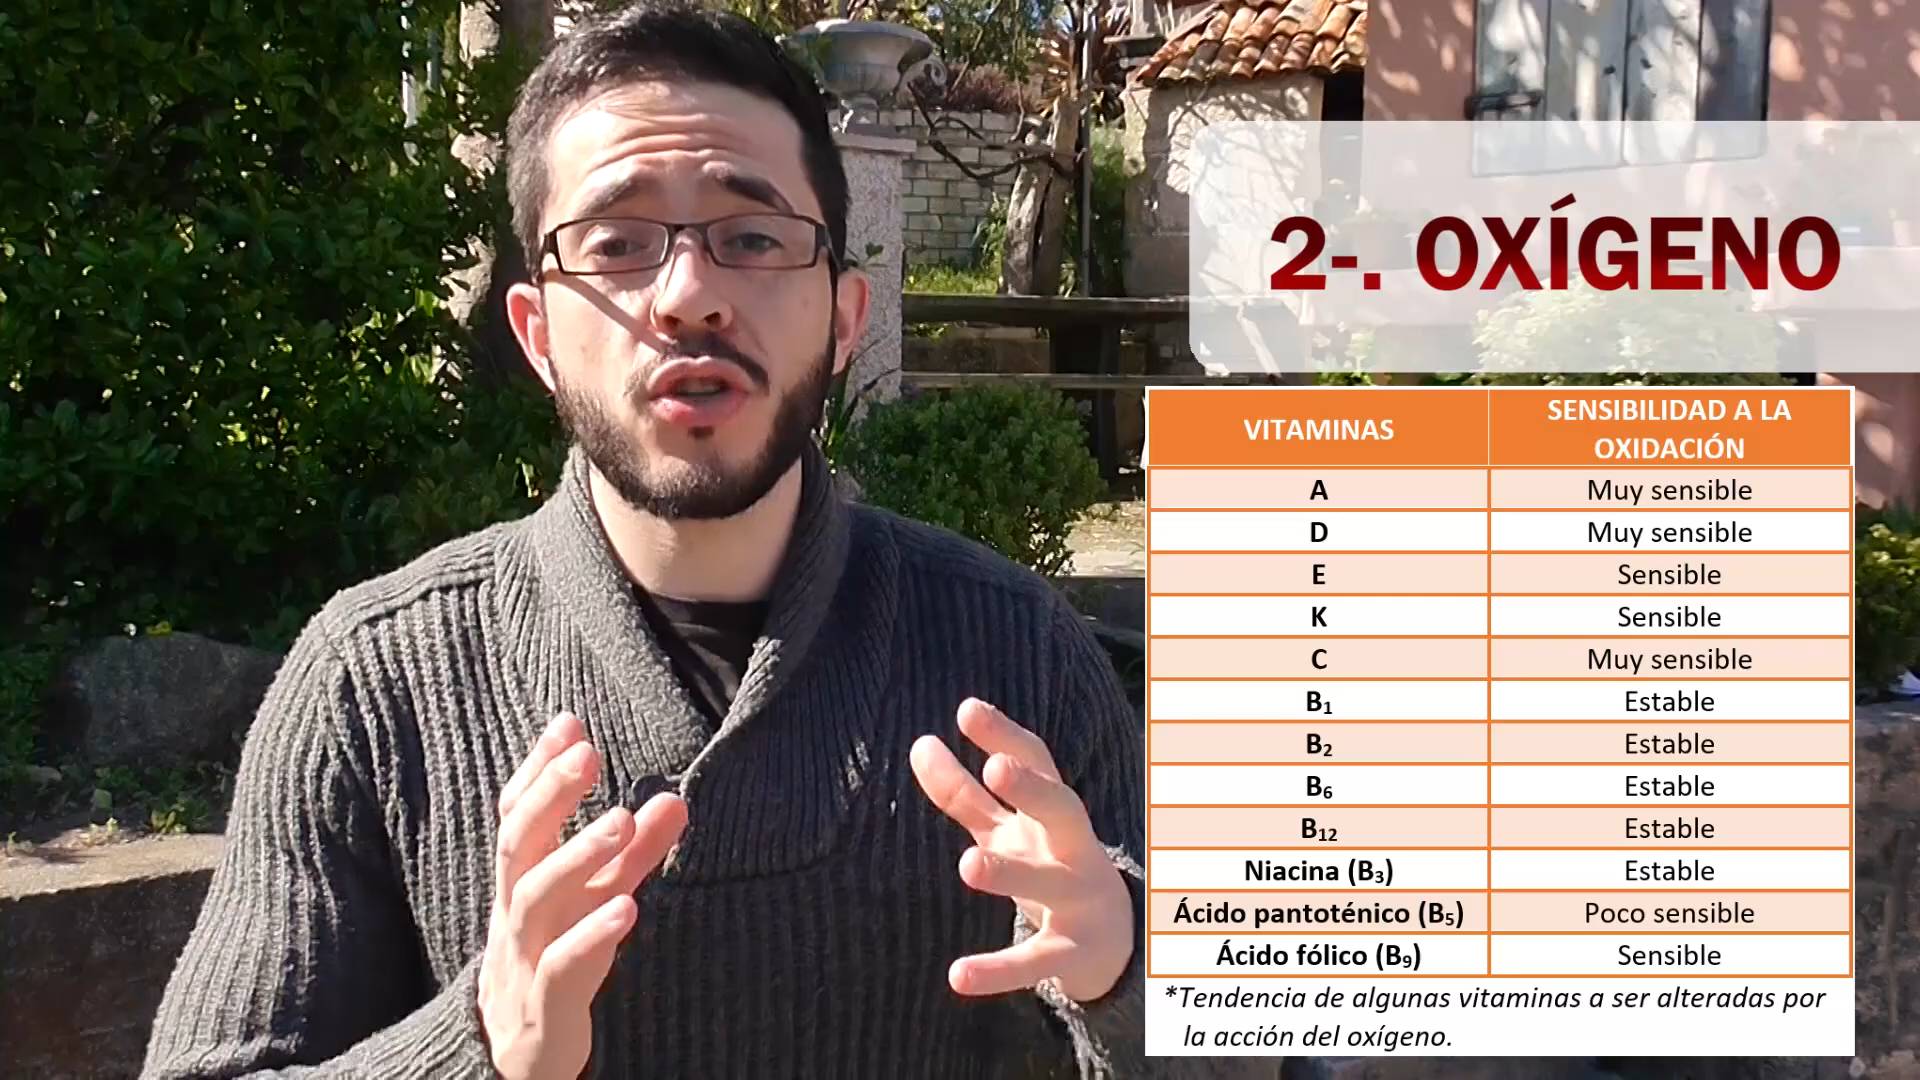 2-. OXÍGENO
VITAMINAS SENSIBILIDAD A LA OXIDACIÓN
A Muy sensible
D Muy sensible
E Sensible
K Sensible
C Muy sensible
B₁ Estable
B₂ Estable
B₆ Estable
B₁₂ Estable
Niacina (B₃) Estable
Ácido pantoténico (B₅) Poco sensible
Ácido fólico (B₉) Sensible
*Tendencia de algunas vitaminas a ser alteradas por
la acción del oxígeno.